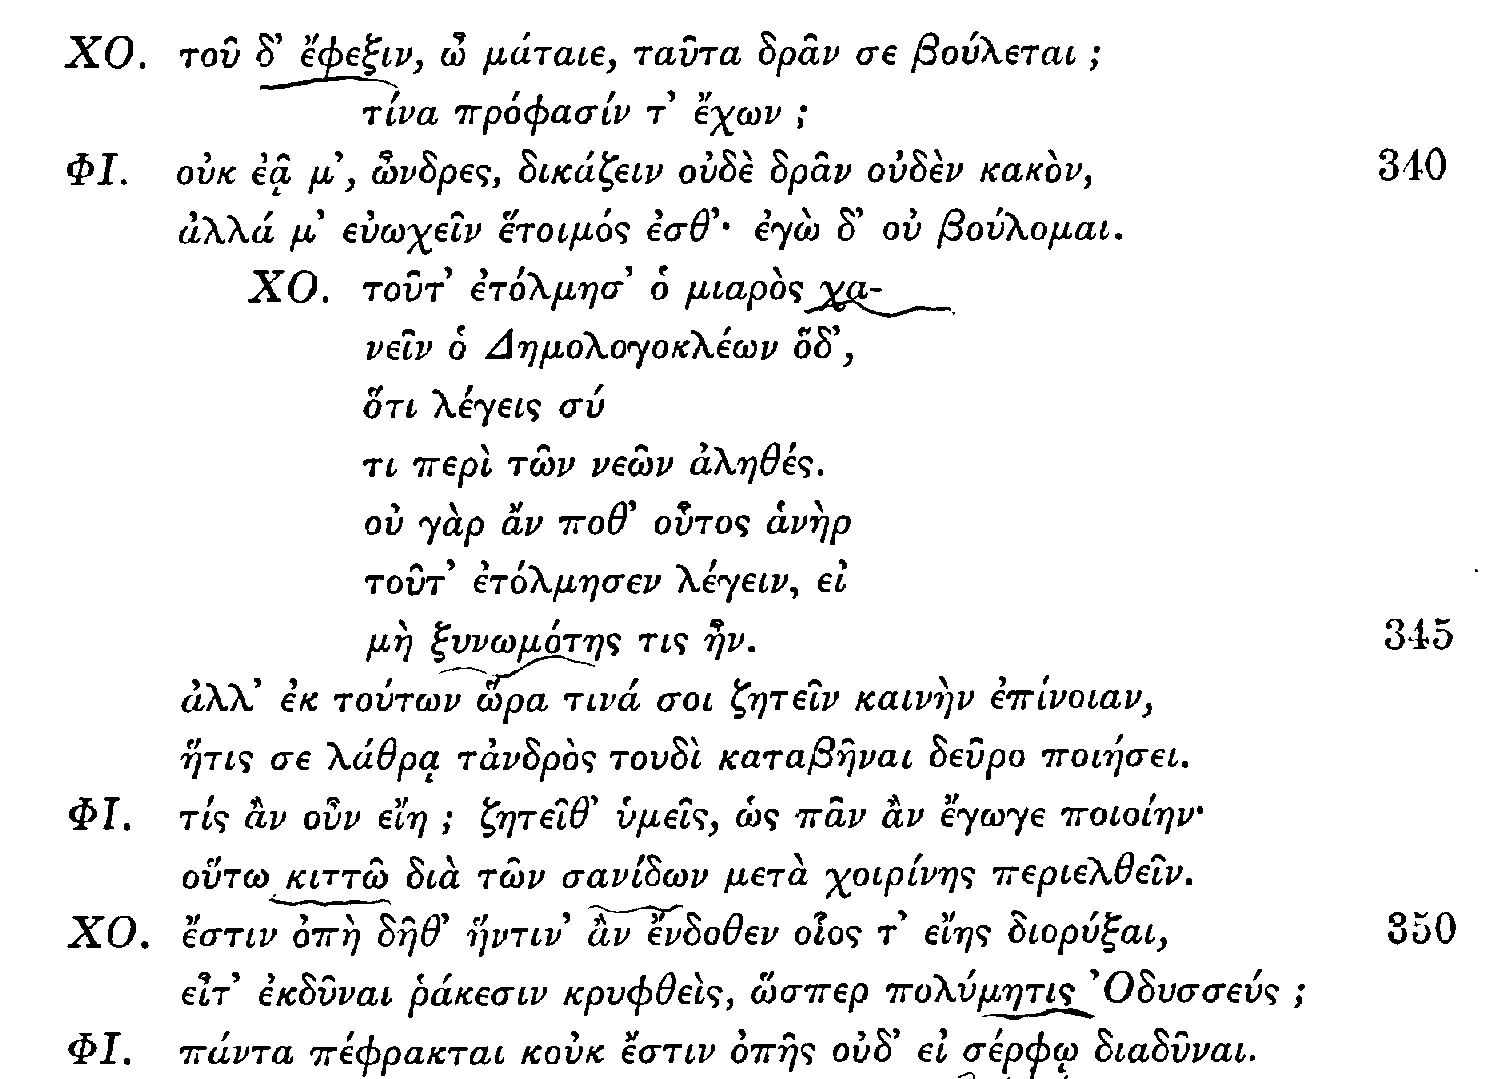 ΧΟ. τοῦ δ’ ἔφεξιν, ὦ μάταιε, ταῦτα δρᾶν σε βούλεται ;
τίνα πρόφασίν τ’ ἔχων ;
ΦΙ. οὐκ ἐᾷ μ’, ὦνδρες, δικάζειν οὐδὲ δρᾶν οὐδὲν κακὸν, 340
ἀλλά μ’ εὐωχεῖν ἕτοιμός ἐσθ’· ἐγὼ δ’ οὐ βούλομαι.
ΧΟ. τοῦτ’ ἐτόλμησ’ ὁ μιαρὸς χα-
νεῖν ὁ Δημολογοκλέων ὅδ’,
ὅτι λέγεις σύ
τι περὶ τῶν νεῶν ἀληθές.
οὐ γὰρ ἄν ποθ’ οὗτος ἁνὴρ
τοῦτ’ ἐτόλμησεν λέγειν, εἰ
μὴ ξυνωμότης τις ἦν. 345
ἀλλ’ ἐκ τούτων ὥρα τινά σοι ζητεῖν καινὴν ἐπίνοιαν,
ἥτις σε λάθρᾳ τἀνδρὸς τουδὶ καταβῆναι δεῦρο ποιήσει.
ΦΙ. τίς ἂν οὖν εἴη ; ζητεῖθ’ ὑμεῖς, ὡς πᾶν ἂν ἔγωγε ποιοίην·
οὕτω κιττῶ διὰ τῶν σανίδων μετὰ χοιρίνης περιελθεῖν.
ΧΟ. ἔστιν ὀπὴ δῆθ’ ἥντιν’ ἂν ἔνδοθεν οἷος τ’ εἴης διορύξαι, 350
εἶτ’ ἐκδῦναι ῥάκεσιν κρυφθεὶς, ὥσπερ πολύμητις Ὀδυσσεύς ;
ΦΙ. πάντα πέφρακται κοὐκ ἔστιν ὀπῆς οὐδ’ εἰ σέρφῳ διαδῦναι.